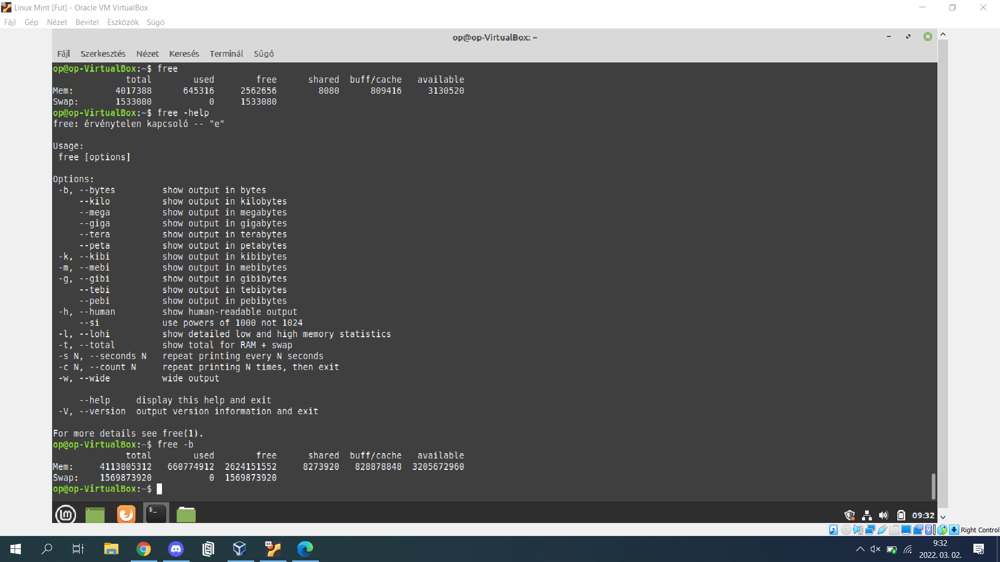 Linux Mint [Fut] - Oracle VM VirtualBox
Fájl Gép Nézet Bevitel Eszközök Súgó
op@op-VirtualBox: ~
Fájl Szerkesztés Nézet Keresés Terminál Súgó
op@op-VirtualBox:~$ free
              total        used        free      shared  buff/cache   available
Mem:        4017388      645316     2562656        8080      809416     3130520
Swap:       1533080           0     1533080
op@op-VirtualBox:~$ free -help
free: érvénytelen kapcsoló -- "e"
Usage:
 free [options]
Options:
 -b, --bytes         show output in bytes
     --kilo          show output in kilobytes
     --mega          show output in megabytes
     --giga          show output in gigabytes
     --tera          show output in terabytes
     --peta          show output in petabytes
 -k, --kibi          show output in kibibytes
 -m, --mebi          show output in mebibytes
 -g, --gibi          show output in gibibytes
     --tebi          show output in tebibytes
     --pebi          show output in pebibytes
 -h, --human         show human-readable output
     --si            use powers of 1000 not 1024
 -l, --lohi          show detailed low and high memory statistics
 -t, --total         show total for RAM + swap
 -s N, --seconds N   repeat printing every N seconds
 -c N, --count N     repeat printing N times, then exit
 -w, --wide          wide output
     --help     display this help and exit
 -V, --version  output version information and exit
For more details see free(1).
op@op-VirtualBox:~$ free -b
              total        used        free      shared  buff/cache   available
Mem:     4113805312   660774912  2624151552     8273920   828878848  3205672960
Swap:    1569873920           0  1569873920
op@op-VirtualBox:~$
09:32
Right Control
9:32
2022. 03. 02.